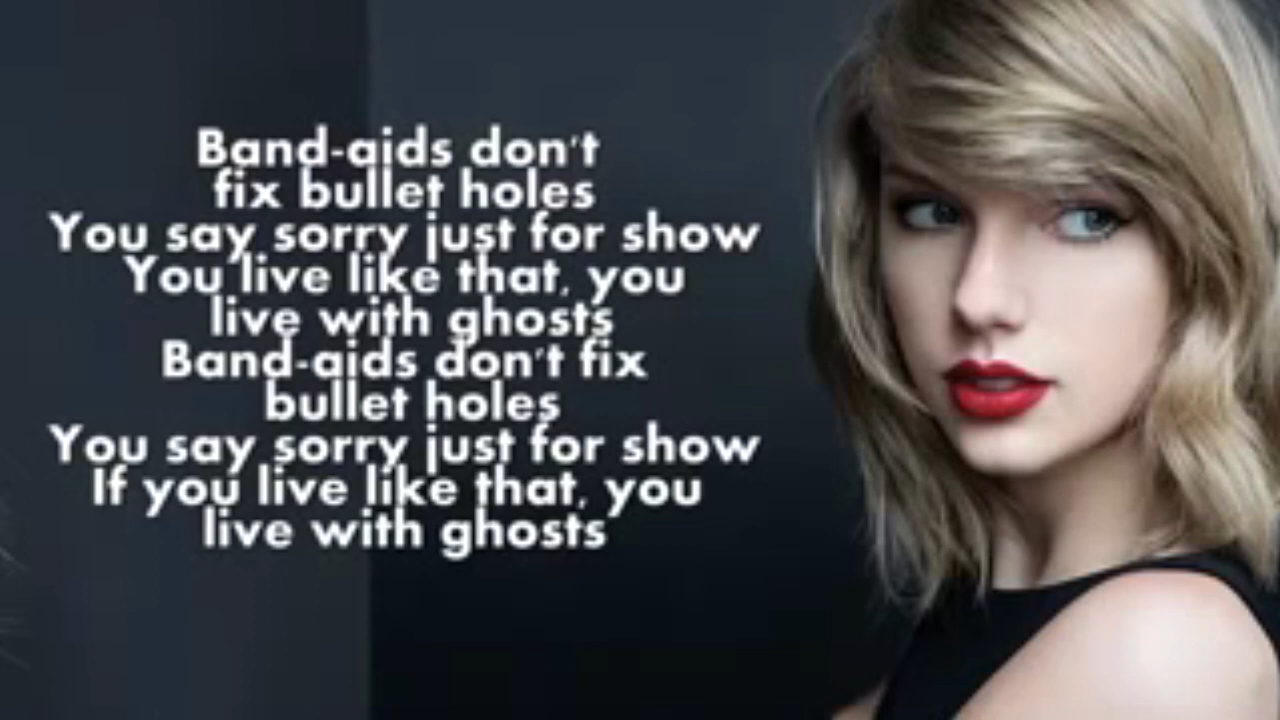 Band-aids don't
fix bullet holes
You say sorry just for show
You live like that, you
live with ghosts
Band-aids don't fix
bullet holes
You say sorry just for show
If you live like that, you
live with ghosts